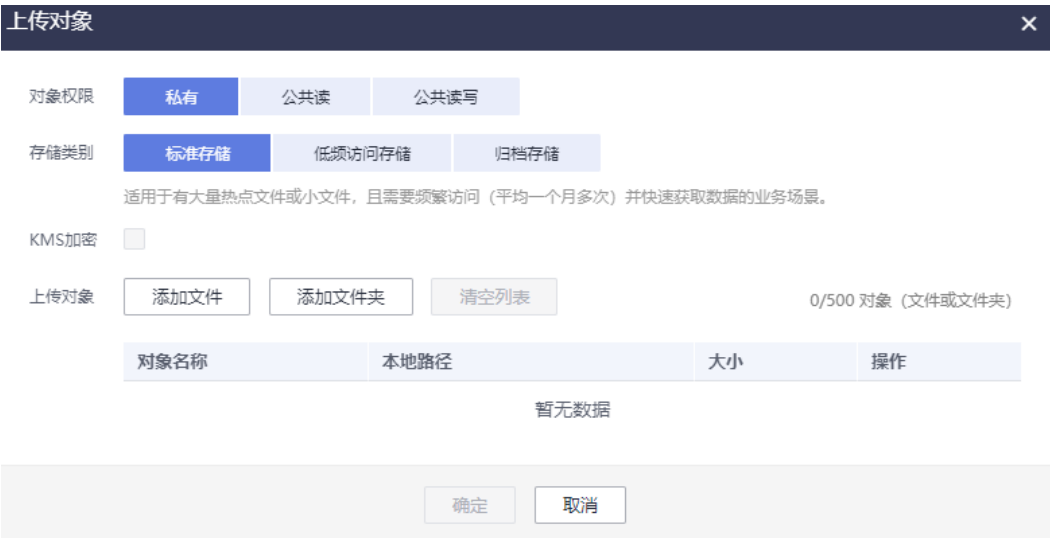 上传对象
对象权限 私有 公共读 公共读写
存储类别 标准存储 低频访问存储 归档存储
适用于有大量热点文件或小文件，且需要频繁访问（平均一个月多次）并快速获取数据的业务场景。
KMS加密
上传对象 添加文件 添加文件夹 清空列表 0/500 对象（文件或文件夹）
对象名称 本地路径 大小 操作
暂无数据
确定 取消